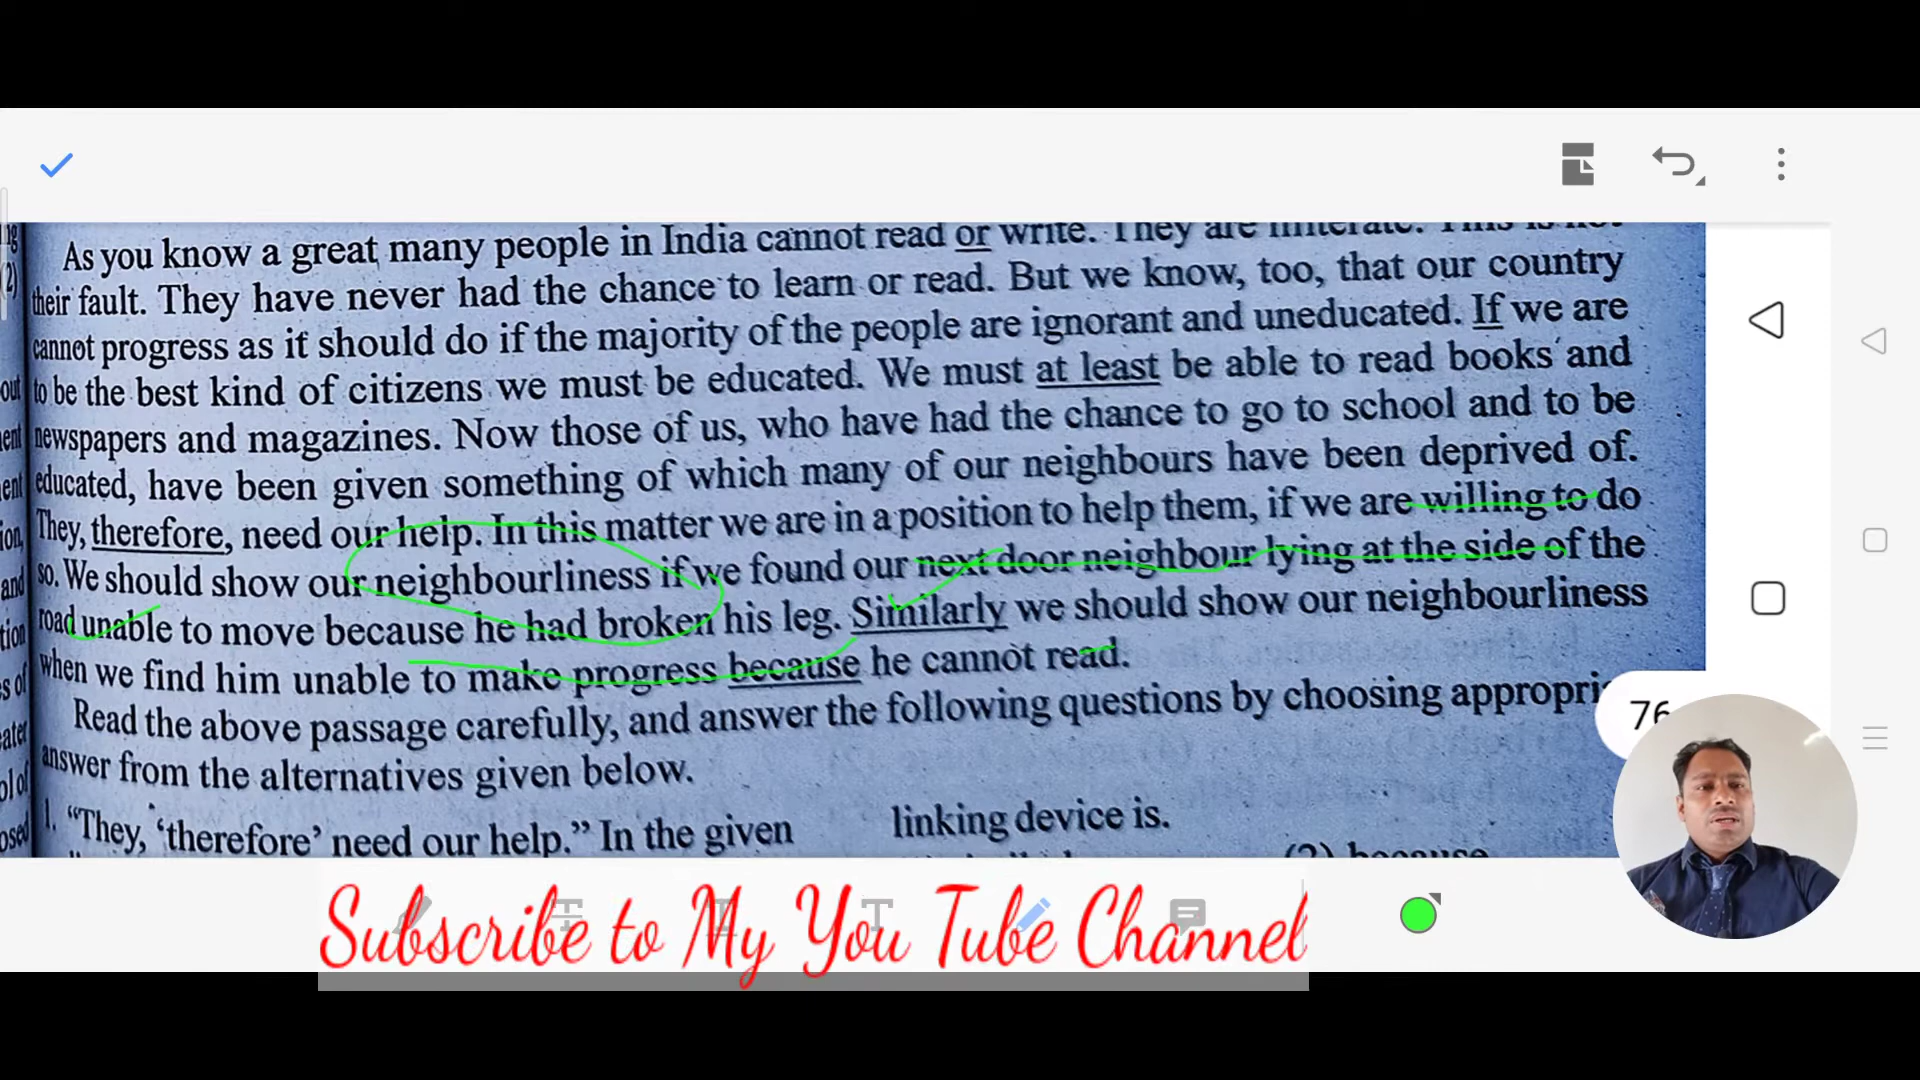 As you know a great many people in India cannot read or write. They are illiterate. This is not
their fault. They have never had the chance to learn or read. But we know, too, that our country
cannot progress as it should do if the majority of the people are ignorant and uneducated. If we are
to be the best kind of citizens we must be educated. We must at least be able to read books and
newspapers and magazines. Now those of us, who have had the chance to go to school and to be
educated, have been given something of which many of our neighbours have been deprived of.
They, therefore, need our help. In this matter we are in a position to help them, if we are willing to do
so. We should show our neighbourliness if we found our next door neighbour lying at the side of the
road unable to move because he had broken his leg. Similarly we should show our neighbourliness
when we find him unable to make progress because he cannot read.
Read the above passage carefully, and answer the following questions by choosing
answer from the alternatives given below.
1. “They, ‘therefore’ need our help.” In the given
linking device is.
(2) because
76
Subscribe to My You Tube Channel